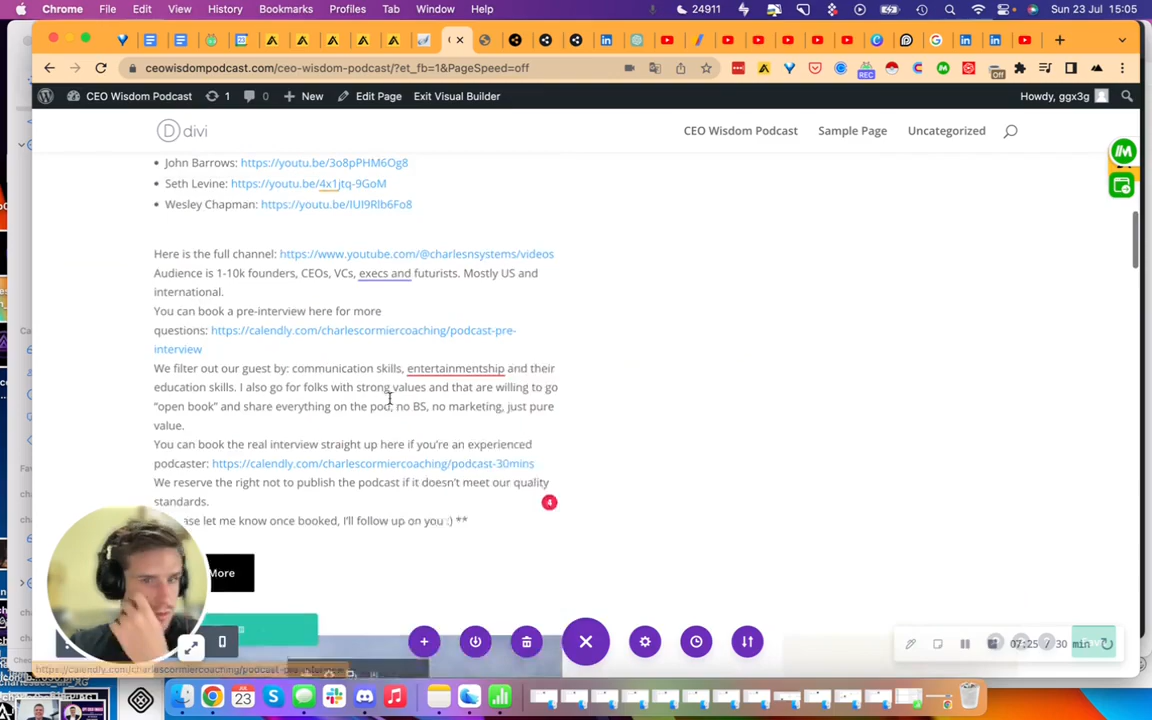 Chrome File Edit View History Bookmarks Profiles Tab Window Help 24911 Sun 23 Jul 15:05
ceowisdompodcast.com/ceo-wisdom-podcast/?et_fb=1&PageSpeed=off
CEO Wisdom Podcast 1 0 New Edit Page Exit Visual Builder Howdy, ggx3g
divi CEO Wisdom Podcast Sample Page Uncategorized
John Barrows: https://youtu.be/3o8pPHM6Og8
Seth Levine: https://youtu.be/4x1jtq-9GoM
Wesley Chapman: https://youtu.be/IUI9Rlb6Fo8
Here is the full channel: https://www.youtube.com/@charlesnsystems/videos
Audience is 1-10k founders, CEOs, VCs, execs and futurists. Mostly US and
international.
You can book a pre-interview here for more
questions: https://calendly.com/charlescormiercoaching/podcast-pre-
interview
We filter out our guest by: communication skills, entertainmentship and their
education skills. I also go for folks with strong values and that are willing to go
“open book” and share everything on the pod, no BS, no marketing, just pure
value.
You can book the real interview straight up here if you’re an experienced
podcaster: https://calendly.com/charlescormiercoaching/podcast-30mins
We reserve the right not to publish the podcast if it doesn’t meet our quality
standards.
let me know once booked, I’ll follow up on you :) **
4
More
07:25 / 30 min